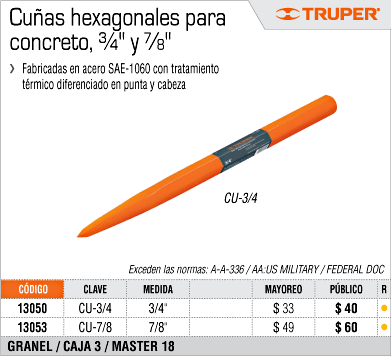 Cuñas hexagonales para
concreto, ¾" y ⅞"
TRUPER®
❯ Fabricadas en acero SAE-1060 con tratamiento
térmico diferenciado en punta y cabeza
TRUPER
3/4"
CU-3/4
Exceden las normas: A-A-336 / AA:US MILITARY / FEDERAL DOC
CÓDIGO CLAVE MEDIDA MAYOREO PÚBLICO R
13050 CU-3/4 3/4" $ 33 $ 40
13053 CU-7/8 7/8" $ 49 $ 60
GRANEL / CAJA 3 / MASTER 18